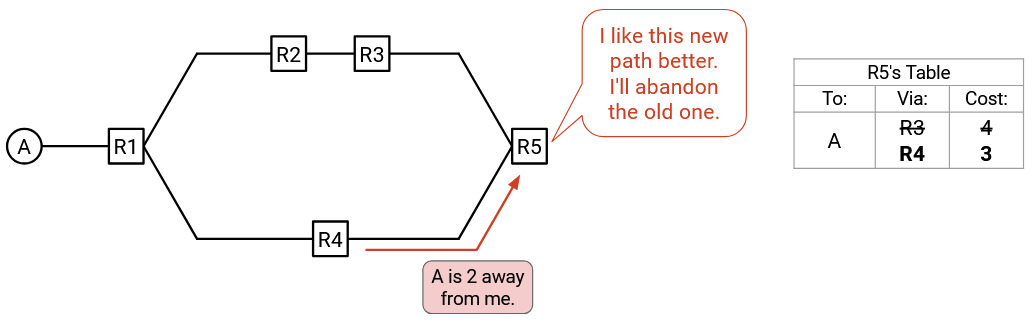 A
R1
R2
R3
R4
R5
I like this new
path better.
I'll abandon
the old one.
A is 2 away
from me.
R5's Table
To: Via: Cost:
A R3 4
R4 3